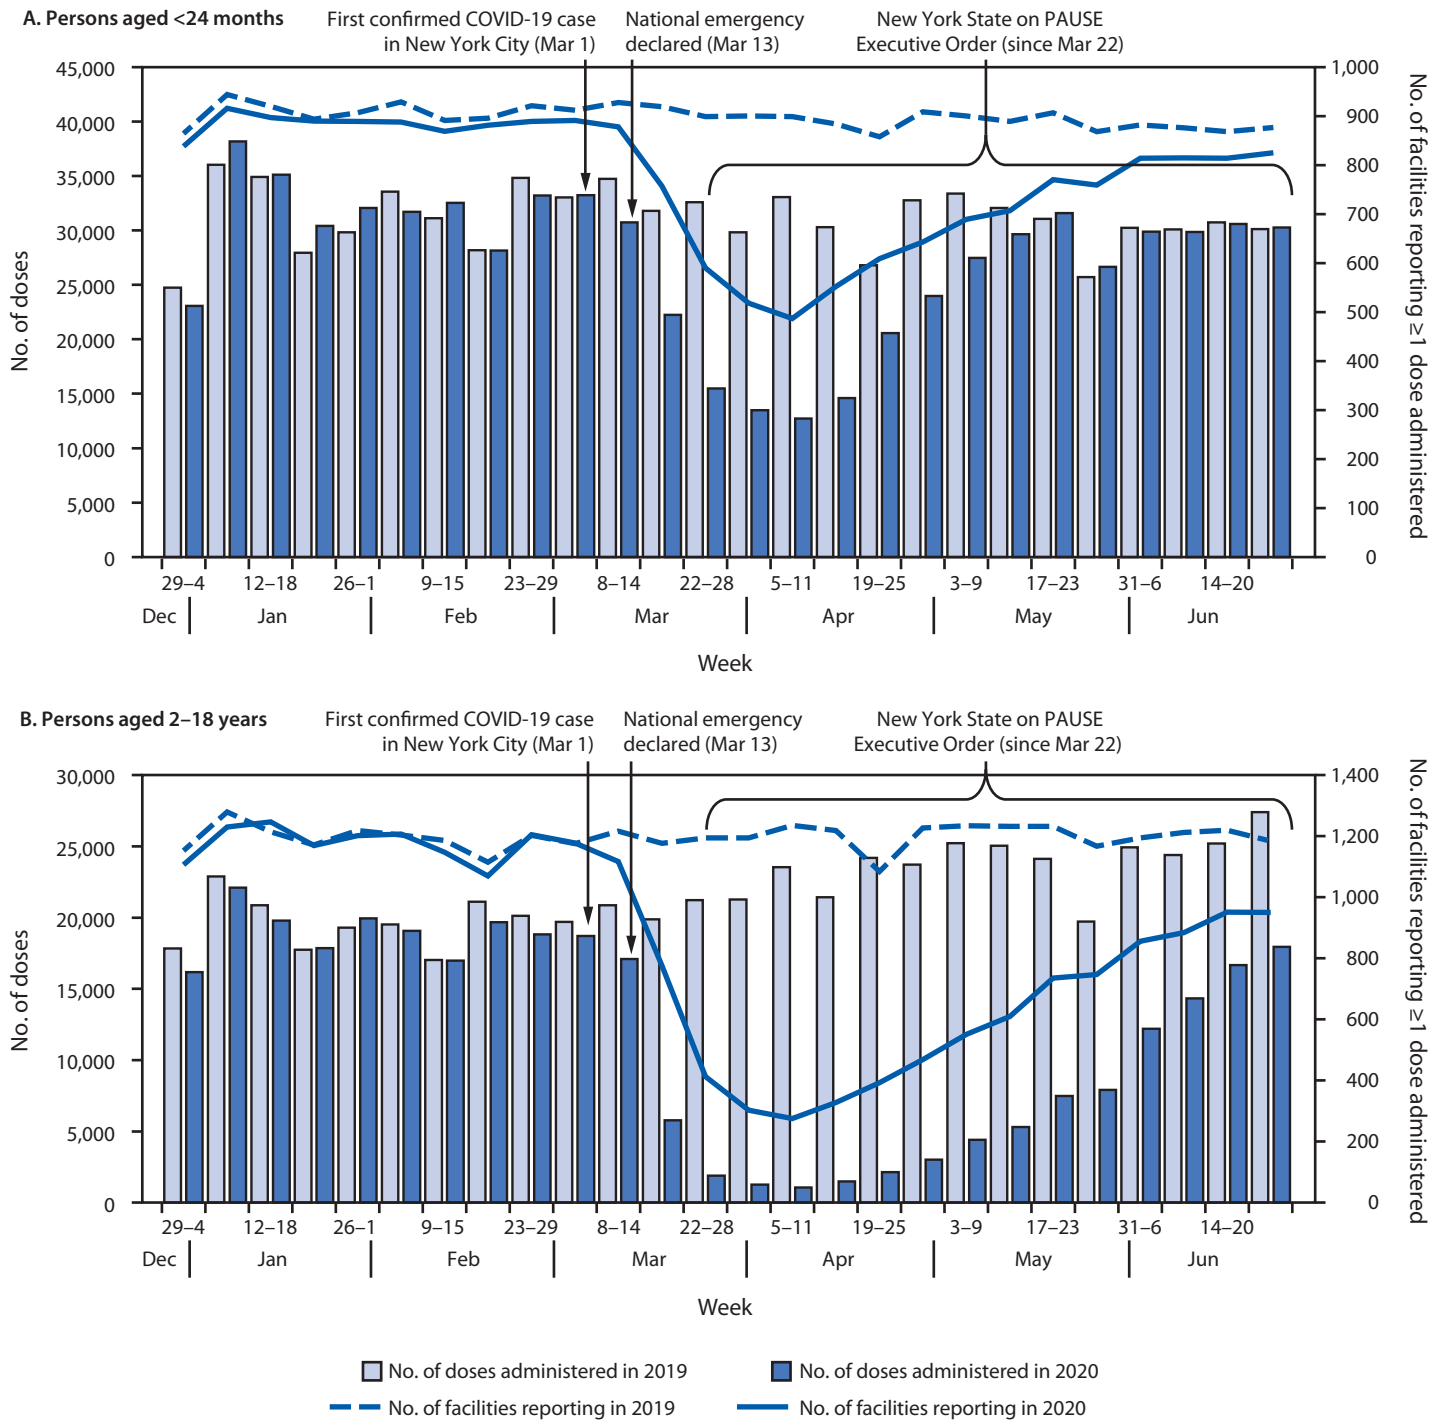 A. Persons aged <24 months
First confirmed COVID-19 case
in New York City (Mar 1)
National emergency
declared (Mar 13)
New York State on PAUSE
Executive Order (since Mar 22)
45,000
40,000
35,000
30,000
25,000
20,000
15,000
10,000
5,000
0
No. of doses
1,000
900
800
700
600
500
400
300
200
100
0
No. of facilities reporting ≥1 dose administered
29–4 12–18 26–1 9–15 23–29 8–14 22–28 5–11 19–25 3–9 17–23 31–6 14–20
Dec Jan Feb Mar Apr May Jun
Week
B. Persons aged 2–18 years
First confirmed COVID-19 case
in New York City (Mar 1)
National emergency
declared (Mar 13)
New York State on PAUSE
Executive Order (since Mar 22)
30,000
25,000
20,000
15,000
10,000
5,000
0
No. of doses
1,400
1,200
1,000
800
600
400
200
0
No. of facilities reporting ≥1 dose administered
29–4 12–18 26–1 9–15 23–29 8–14 22–28 5–11 19–25 3–9 17–23 31–6 14–20
Dec Jan Feb Mar Apr May Jun
Week
No. of doses administered in 2019 No. of doses administered in 2020
No. of facilities reporting in 2019 No. of facilities reporting in 2020